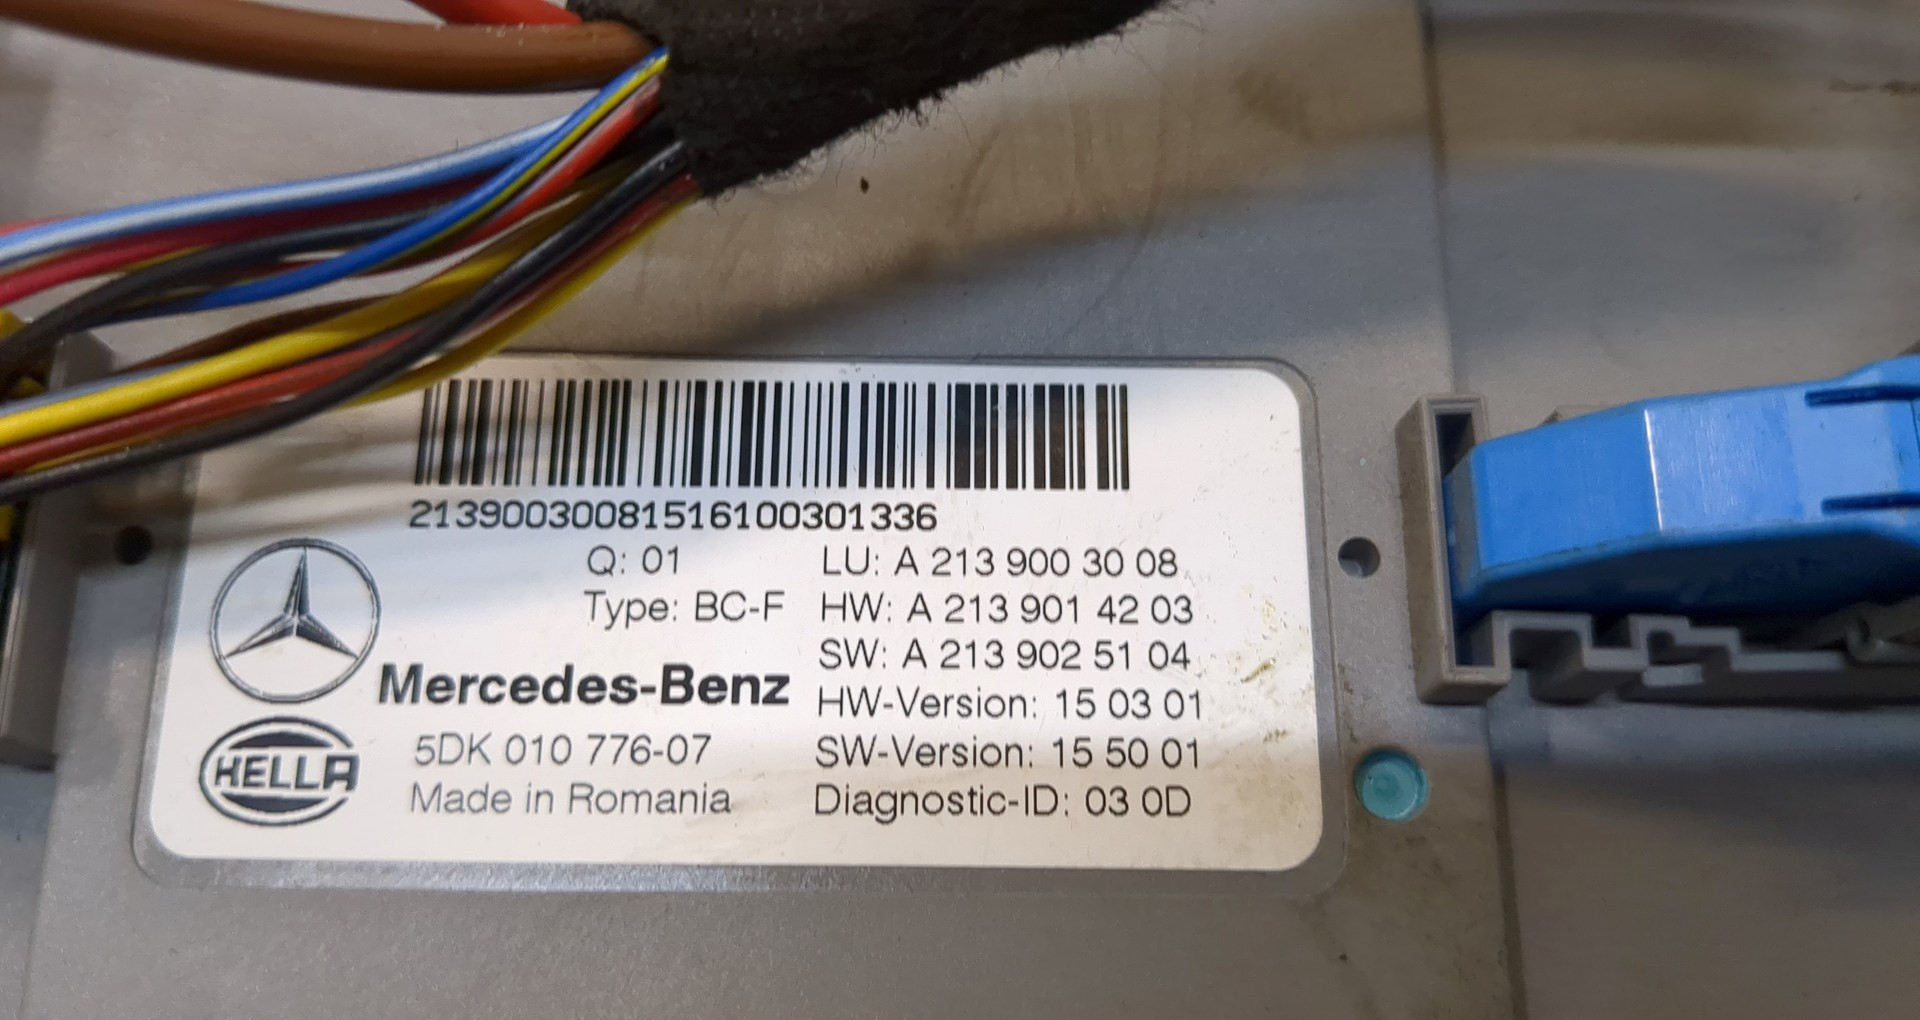 21390030081516100301336
Q: 01 LU: A 213 900 30 08
Type: BC-F HW: A 213 901 42 03
SW: A 213 902 51 04
Mercedes-Benz HW-Version: 15 03 01
HELLA 5DK 010 776-07 SW-Version: 15 50 01
Made in Romania Diagnostic-ID: 03 0D